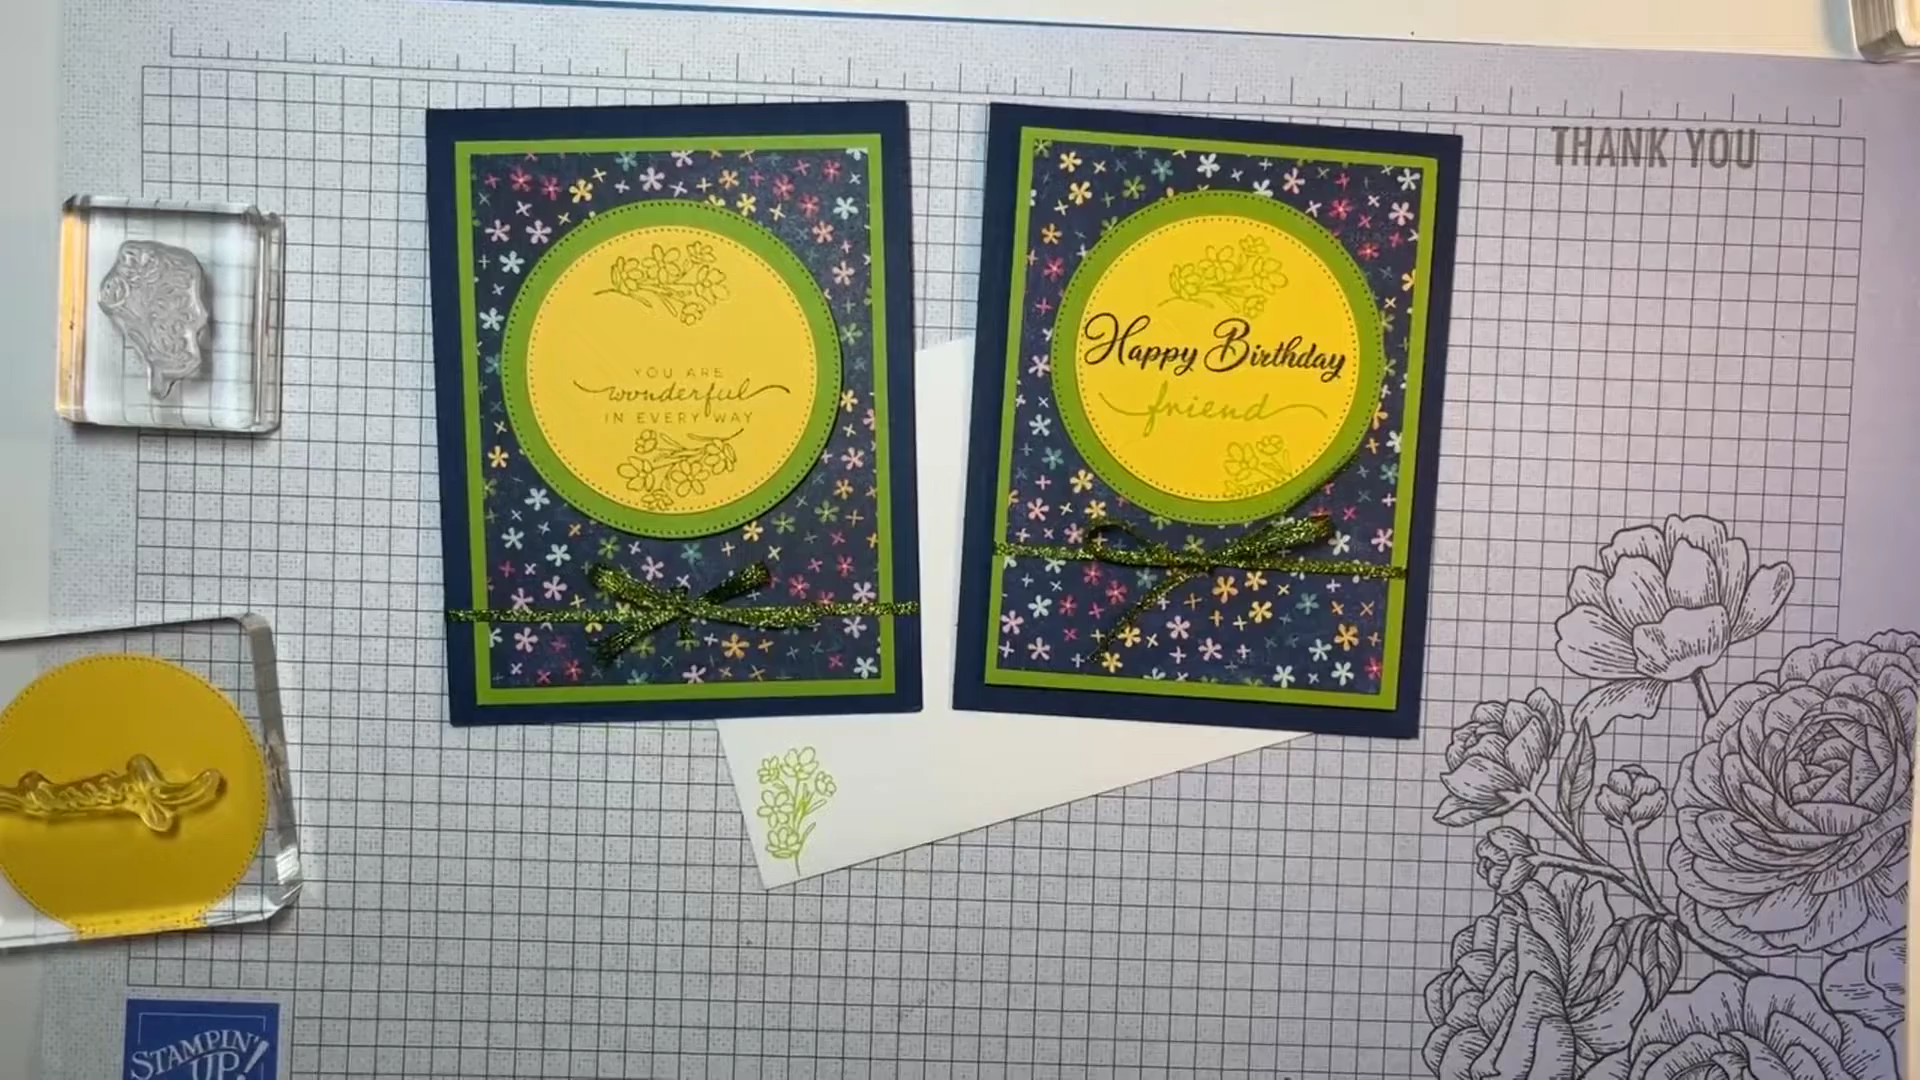 THANK YOU
YOU ARE
wonderful
IN EVERY WAY
Happy Birthday
friend
STAMPIN'
UP!